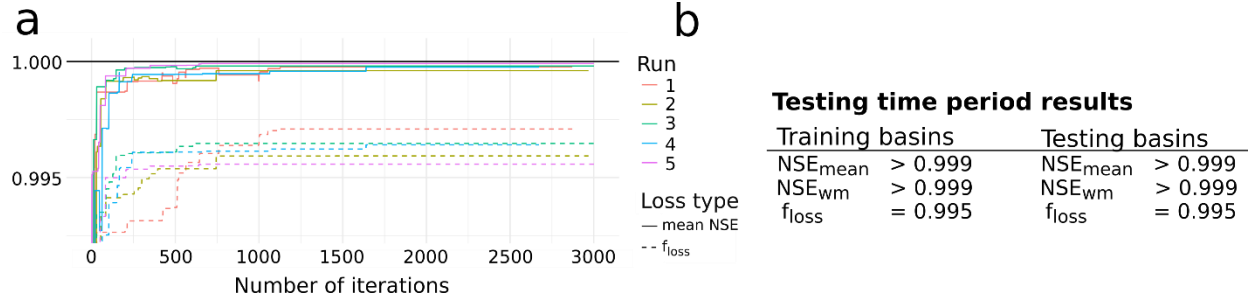 a
1.000
0.995
0 500 1000 1500 2000 2500 3000
Number of iterations
Run
1
2
3
4
5
Loss type
mean NSE
f_loss
b
Testing time period results
Training basins Testing basins
NSE_mean > 0.999 NSE_mean > 0.999
NSE_wm > 0.999 NSE_wm > 0.999
f_loss = 0.995 f_loss = 0.995